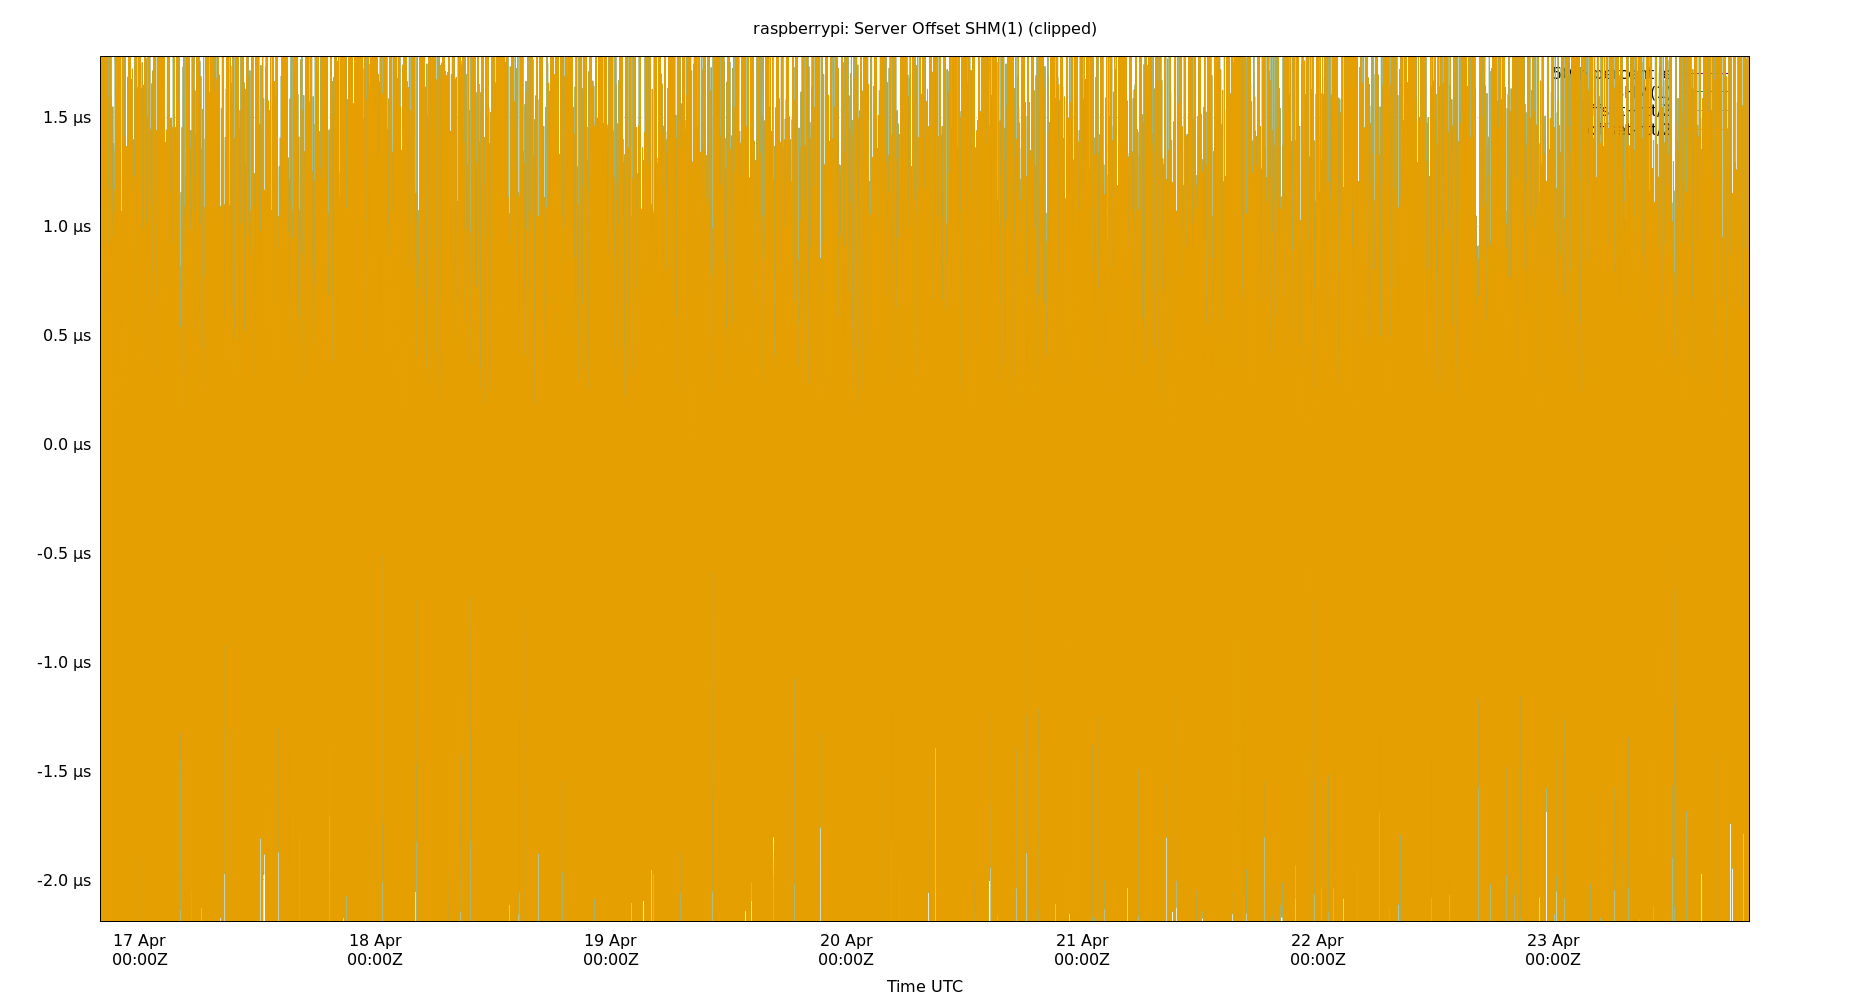 raspberrypi: Server Offset SHM(1) (clipped)
1.5 µs
1.0 µs
0.5 µs
0.0 µs
-0.5 µs
-1.0 µs
-1.5 µs
-2.0 µs
17 Apr 18 Apr 19 Apr 20 Apr 21 Apr 22 Apr 23 Apr
00:00Z 00:00Z 00:00Z 00:00Z 00:00Z 00:00Z 00:00Z
Time UTC